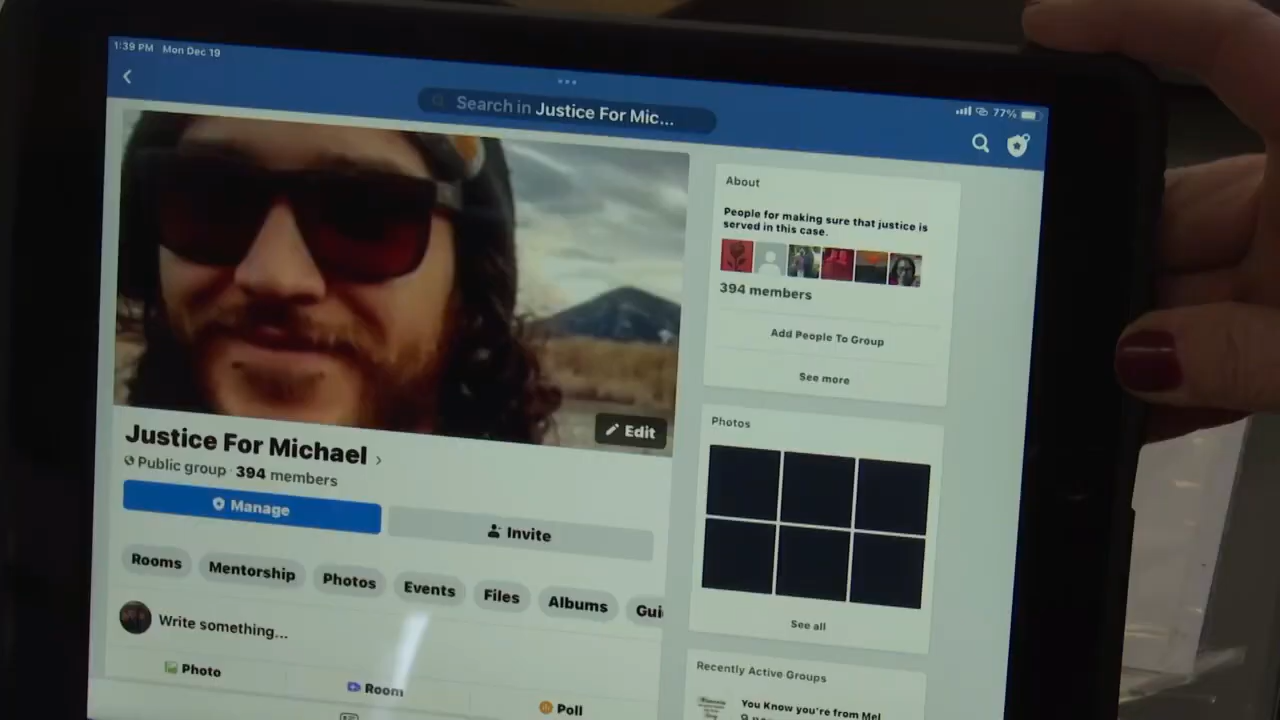 1:39 PM Mon Dec 19
77%
Search in Justice For Mic...
About
People for making sure that justice is
served in this case.
394 members
Add People To Group
See more
Edit
Justice For Michael
Public group · 394 members
Manage
Invite
Rooms
Mentorship
Photos
Events
Files
Albums
Gui
Write something...
Photo
Room
Poll
Photos
See all
Recently Active Groups
You Know you're from Mel